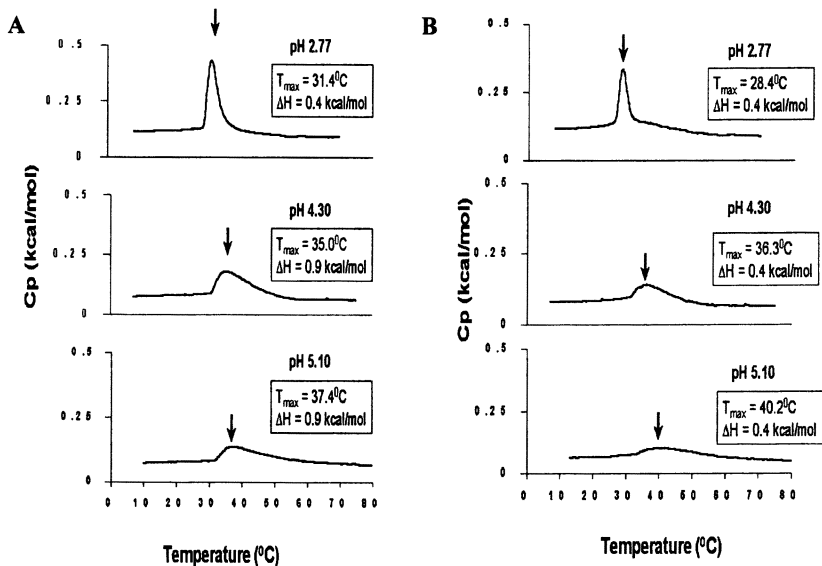 A
0.5
pH 2.77
Tmax = 31.4⁰C
ΔH = 0.4 kcal/mol
0.25
0
0.5
pH 4.30
Tmax = 35.0⁰C
ΔH = 0.9 kcal/mol
0.25
0
0.5
pH 5.10
Tmax = 37.4⁰C
ΔH = 0.9 kcal/mol
0.25
0
0 10 20 30 40 50 60 70 80
Cp (kcal/mol)
Temperature (⁰C)
B
0.5
pH 2.77
Tmax = 28.4⁰C
ΔH = 0.4 kcal/mol
0.25
0
0.5
pH 4.30
Tmax = 36.3⁰C
ΔH = 0.4 kcal/mol
0.25
0
0.5
pH 5.10
Tmax = 40.2⁰C
ΔH = 0.4 kcal/mol
0.25
0
0 10 20 30 40 50 60 70 80
Cp (kcal/mol)
Temperature (⁰C)